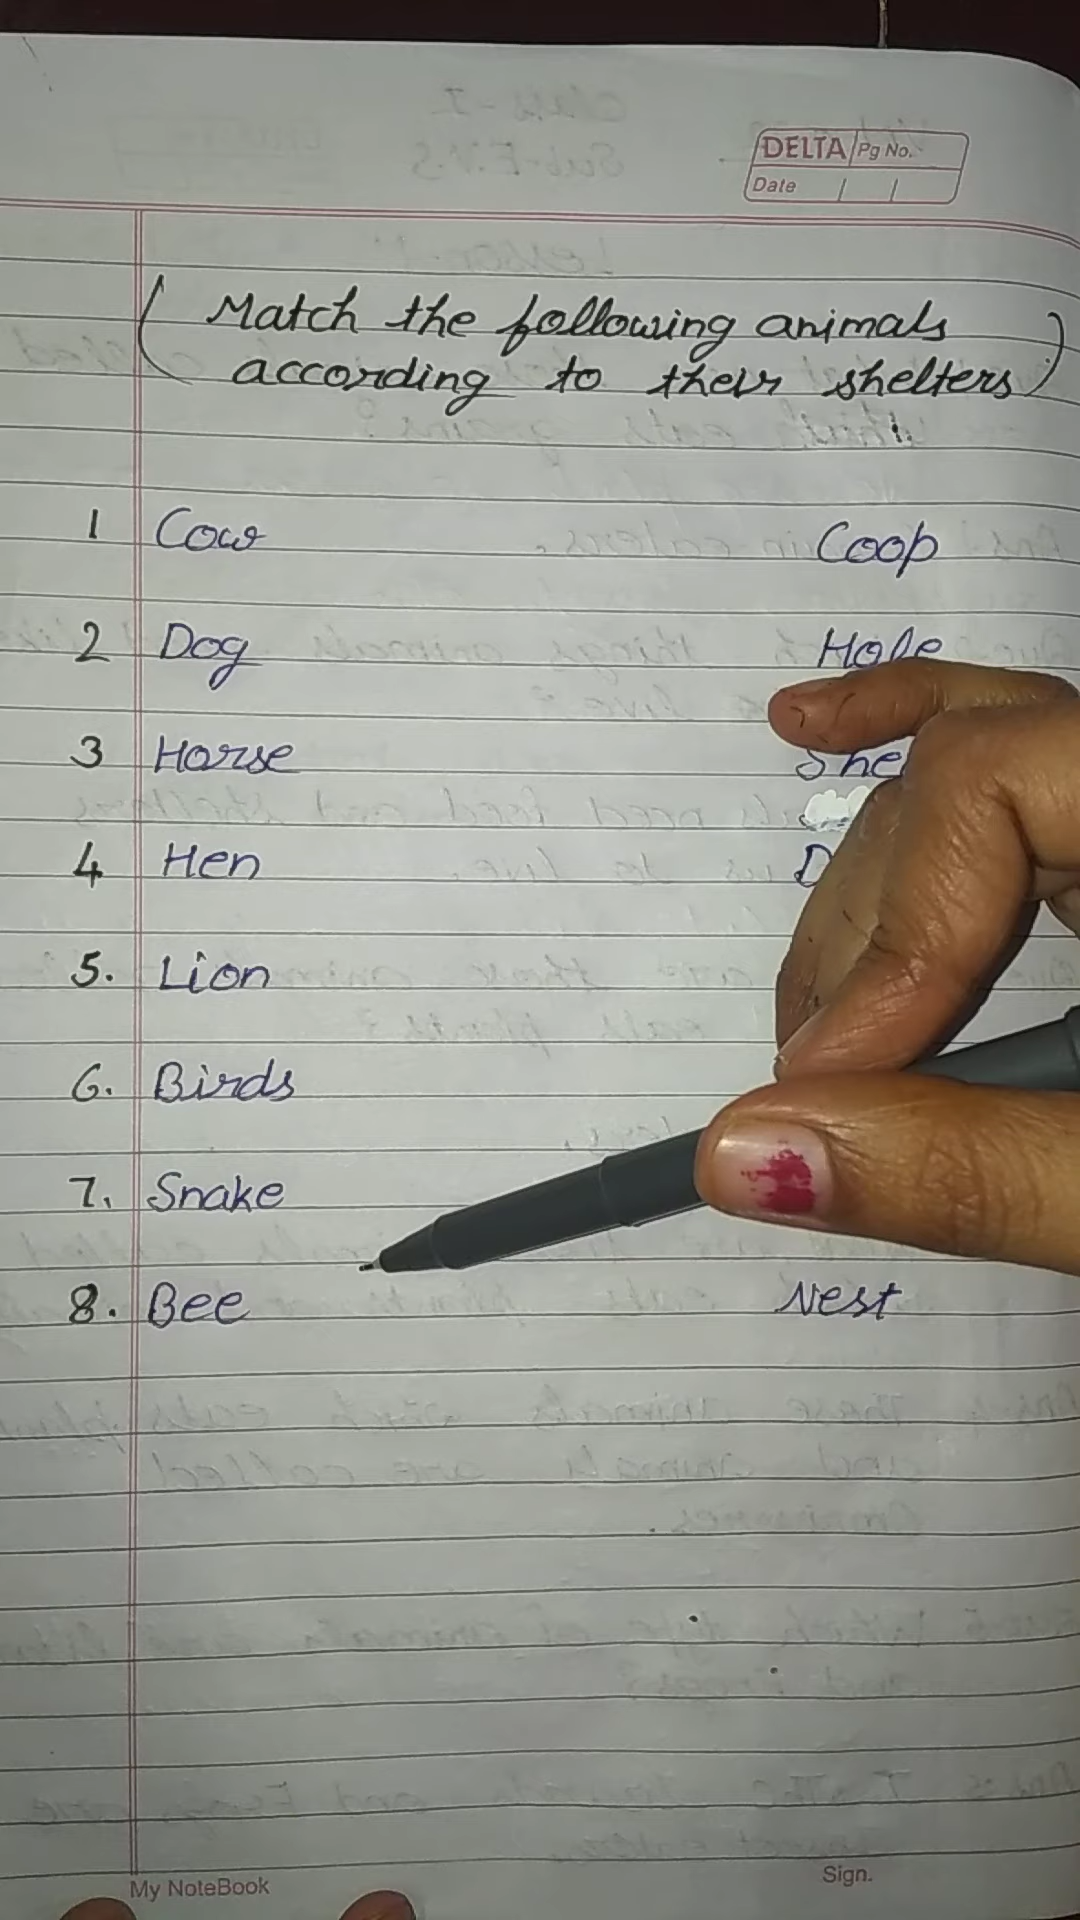 DELTA Pg No.
Date / /
(Match the following animals
according to their shelters)
1 Cow Coop
2 Dog Hole
3 Horse
4 Hen
5. Lion
6. Birds
7. Snake
8. Bee Nest
My NoteBook Sign.